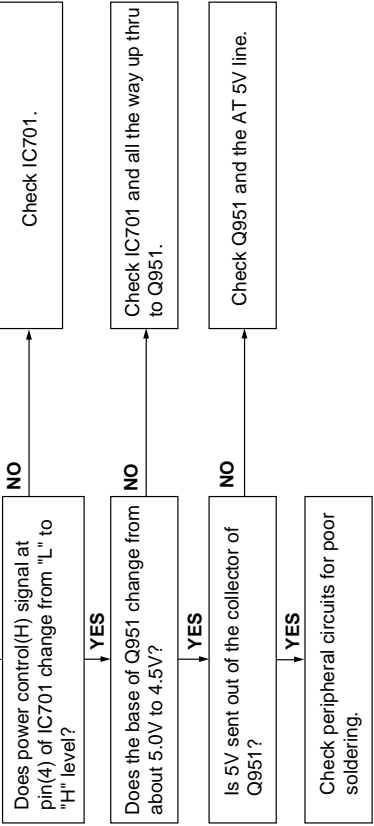 Does power control(H) signal at
pin(4) of IC701 change from "L" to
"H" level?
NO
Check IC701.
YES
Does the base of Q951 change from
about 5.0V to 4.5V?
NO
Check IC701 and all the way up thru
to Q951.
YES
Is 5V sent out of the collector of
Q951?
NO
Check Q951 and the AT 5V line.
YES
Check peripheral circuits for poor
soldering.